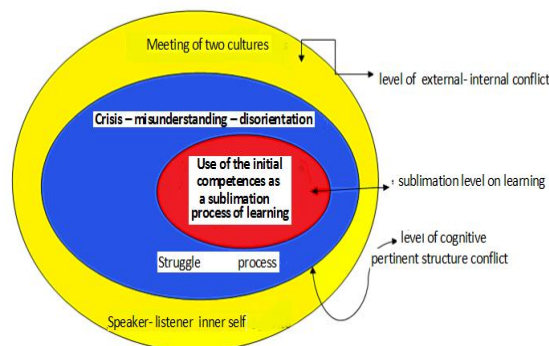 Meeting of two cultures
level of external- internal conflict
Crisis – misunderstanding – disorientation
Use of the initial
competences as
a sublimation
process of learning
sublimation level on learning
level of cognitive
pertinent structure conflict
Struggle process
Speaker- listener inner self